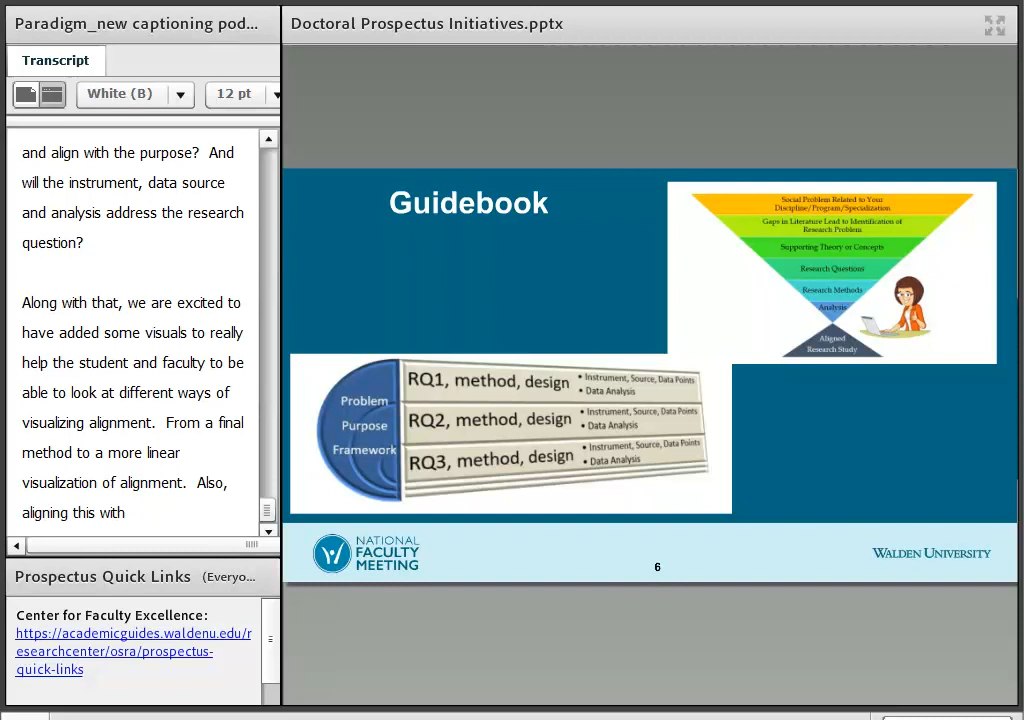 Paradigm_new captioning pod...
Transcript
White (B)
12 pt
and align with the purpose? And
will the instrument, data source
and analysis address the research
question?
Along with that, we are excited to
have added some visuals to really
help the student and faculty to be
able to look at different ways of
visualizing alignment. From a final
method to a more linear
visualization of alignment. Also,
aligning this with
Prospectus Quick Links (Everyo...
Center for Faculty Excellence:
https://academicguides.waldenu.edu/r
esearchcenter/osra/prospectus-
quick-links
Doctoral Prospectus Initiatives.pptx
Guidebook
Social Problem Related to Your
Discipline/Program/Specialization
Gaps in Literature Lead to Identification of
Research Problem
Supporting Theory or Concepts
Research Questions
Research Methods
Analysis
Aligned
Research Study
Problem
Purpose
Framework
RQ1, method, design
• Instrument, Source, Data Points
• Data Analysis
RQ2, method, design
• Instrument, Source, Data Points
• Data Analysis
RQ3, method, design
• Instrument, Source, Data Points
• Data Analysis
NATIONAL
FACULTY
MEETING
6
WALDEN UNIVERSITY